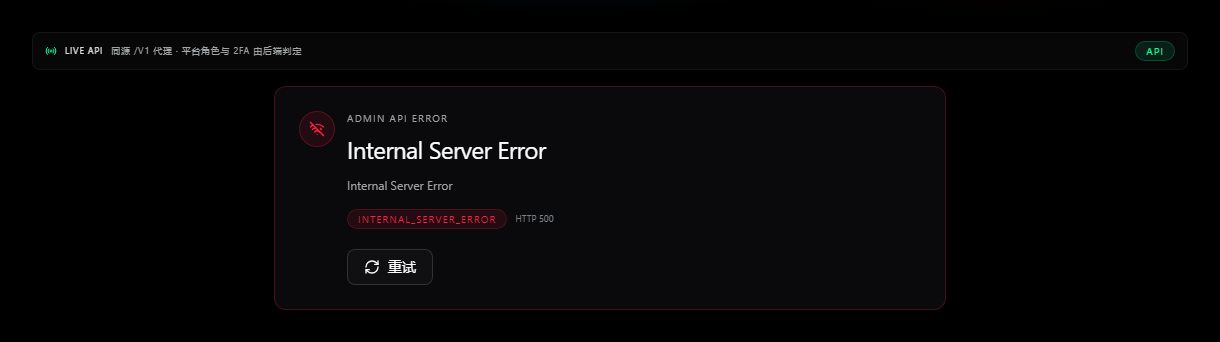 LIVE API 同源 /V1 代理 · 平台角色与 2FA 由后端判定
API
ADMIN API ERROR
Internal Server Error
Internal Server Error
INTERNAL_SERVER_ERROR HTTP 500
重试